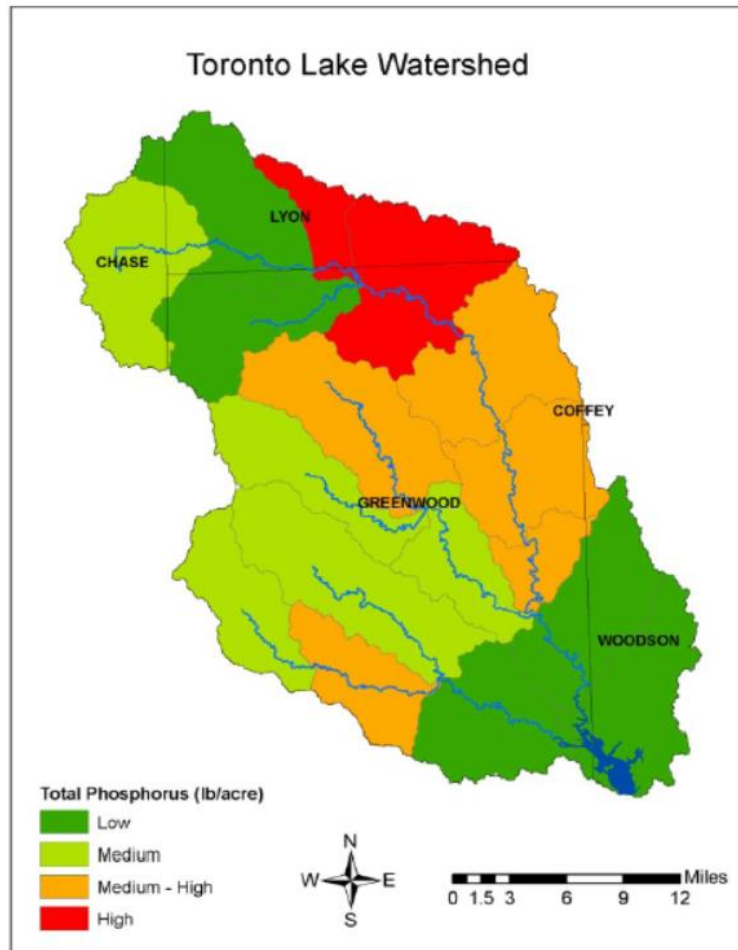 Toronto Lake Watershed
LYON
CHASE
COFFEY
GREENWOOD
WOODSON
Total Phosphorus (lb/acre)
Low
Medium
Medium - High
High
N
W E
S
Miles
0 1.5 3 6 9 12